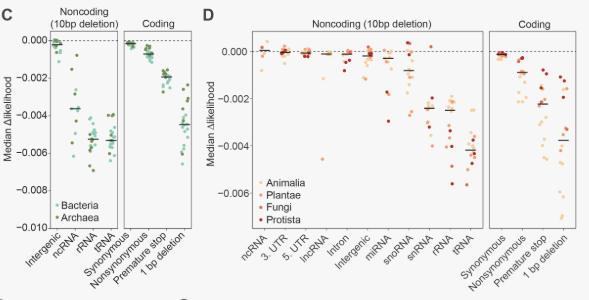 C
Noncoding
(10bp deletion)
Coding
Median Δlikelihood
0.000
−0.002
−0.004
−0.006
−0.008
−0.010
Bacteria
Archaea
Intergenic
ncRNA
rRNA
tRNA
Synonymous
Nonsynonymous
Premature stop
1 bp deletion
D
Noncoding (10bp deletion)
Coding
Median Δlikelihood
0.000
−0.002
−0.004
−0.006
Animalia
Plantae
Fungi
Protista
ncRNA
3. UTR
5. UTR
lncRNA
Intron
Intergenic
miRNA
snoRNA
snRNA
rRNA
tRNA
Synonymous
Nonsynonymous
Premature stop
1 bp deletion